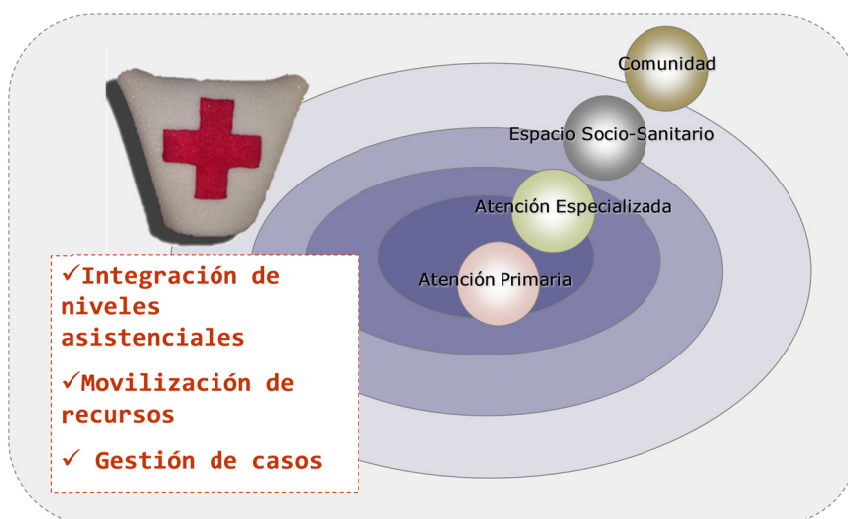 Comunidad
Espacio Socio-Sanitario
Atención Especializada
Atención Primaria
✓Integración de
niveles
asistenciales
✓Movilización de
recursos
✓ Gestión de casos